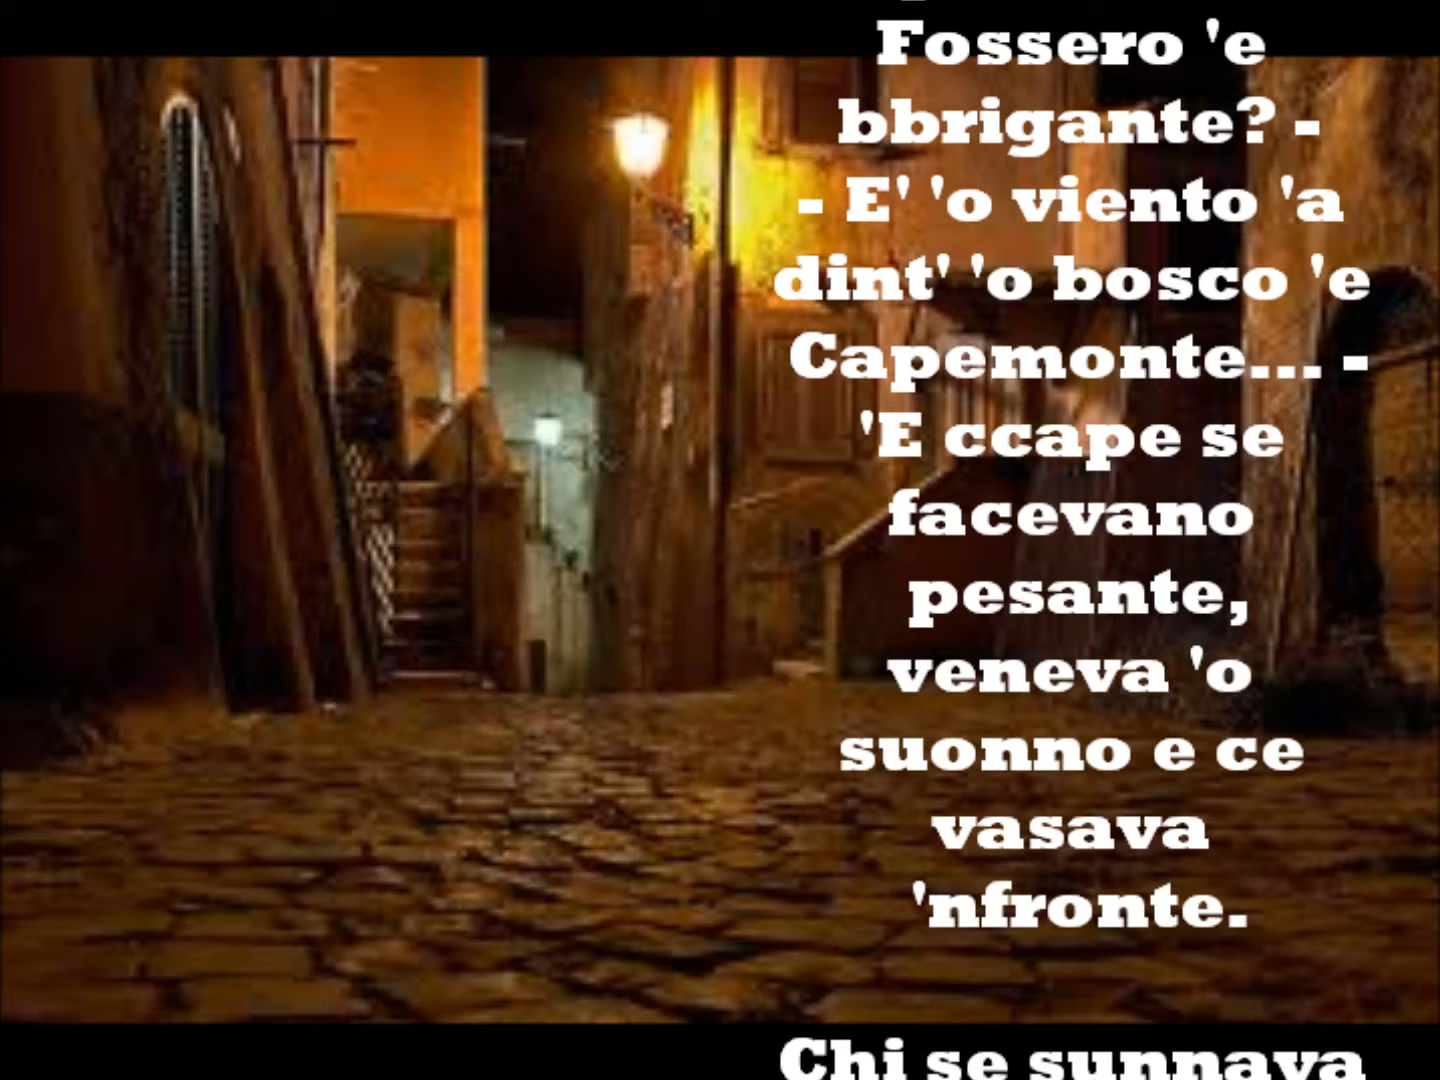 Fossero 'e
bbrigante? -
- E' 'o viento 'a
dint' 'o bosco 'e
Capemonte... -
'E ccape se
facevano
pesante,
veneva 'o
suonno e ce
vasava
'nfronte.
Chi se sunnava